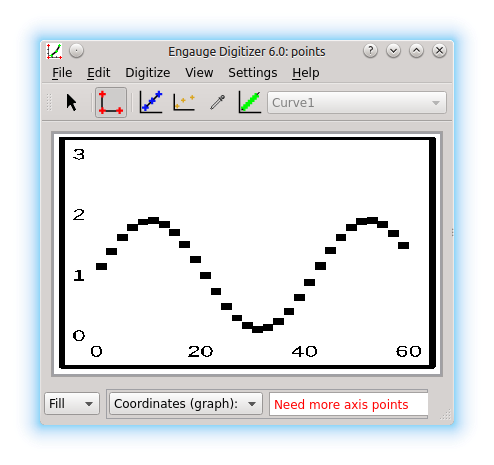 Engauge Digitizer 6.0: points
File Edit Digitize View Settings Help
Curve1
3
2
1
0
0 20 40 60
Fill Coordinates (graph): Need more axis points